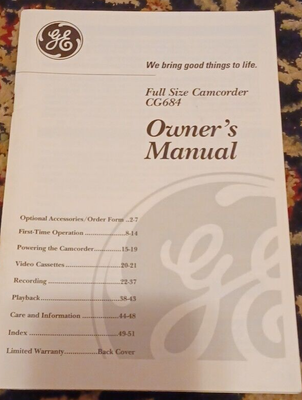 GE
We bring good things to life.
Full Size Camcorder
CG684
Owner's
Manual
Optional Accessories/Order Form ..2-7
First-Time Operation ..................8-14
Powering the Camcorder..........15-19
Video Cassettes........................20-21
Recording ................................22-37
Playback...................................38-43
Care and Information ..............44-48
Index ........................................49-51
Limited Warranty..............Back Cover
GE